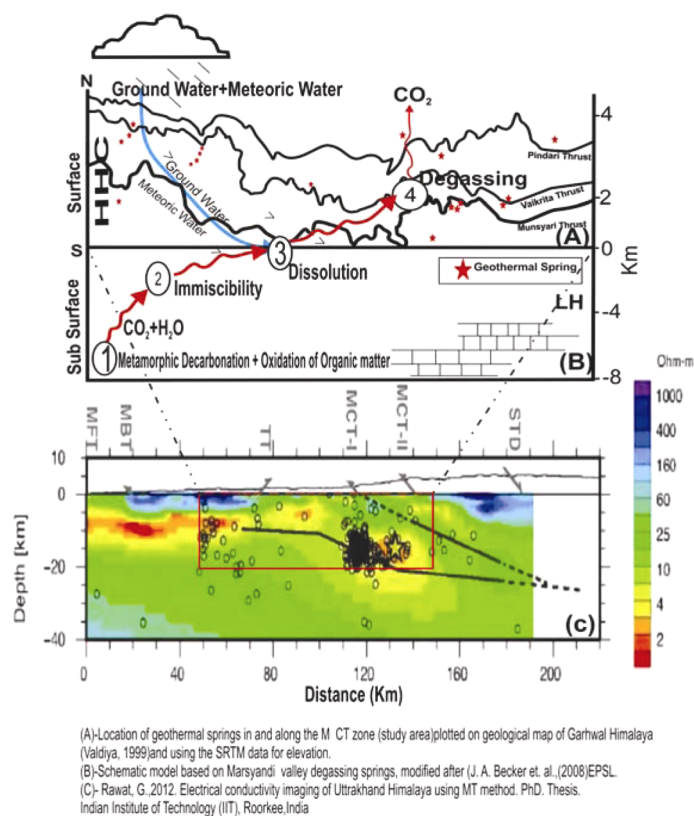 Ground Water+Meteoric Water
N
CO2
4
Surface
HHC
Ground Water
Meteoric Water
Pindari Thrust
4
Degassing
2
Vaikrita Thrust
Munsyari Thrust
(A)
S
0
Km
3
Dissolution
2
Immiscibility
Geothermal Spring
Sub Surface
CO2+H2O
LH
-4
1
Metamorphic Decarbonation + Oxidation of Organic matter
(B)
-8
Ohm-m
MFT
MBT
TT
MCT-I
MCT-II
STD
1000
400
160
60
25
10
4
2
10
0
-20
-40
Depth [km]
(c)
0
40
80
120
160
200
Distance (Km)
(A)-Location of geothermal springs in and along the M CT zone (study area)plotted on geological map of Garhwal Himalaya
(Valdiya, 1999)and using the SRTM data for elevation.
(B)-Schematic model based on Marsyandi valley degassing springs, modified after (J. A. Becker et. al.,(2008)EPSL.
(C)- Rawat, G.,2012. Electrical conductivity imaging of Uttrakhand Himalaya using MT method. PhD. Thesis.
Indian Institute of Technology (IIT), Roorkee,India